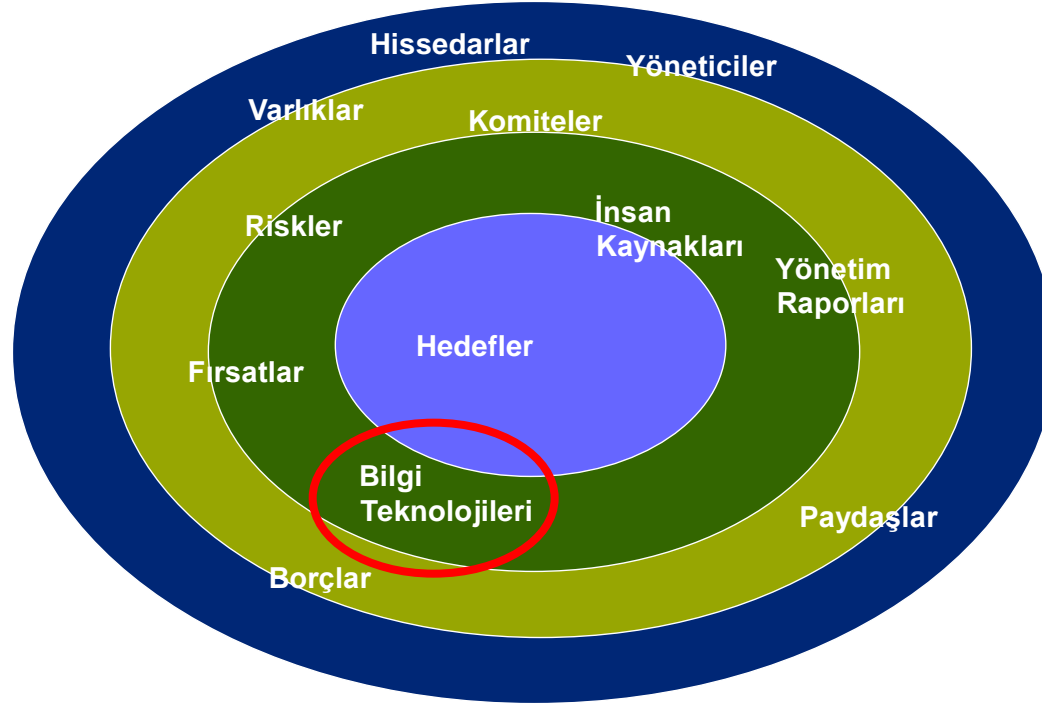 Hissedarlar
Yöneticiler
Varlıklar
Komiteler
Riskler
İnsan
Kaynakları
Yönetim
Raporları
Hedefler
Fırsatlar
Bilgi
Teknolojileri
Paydaşlar
Borçlar